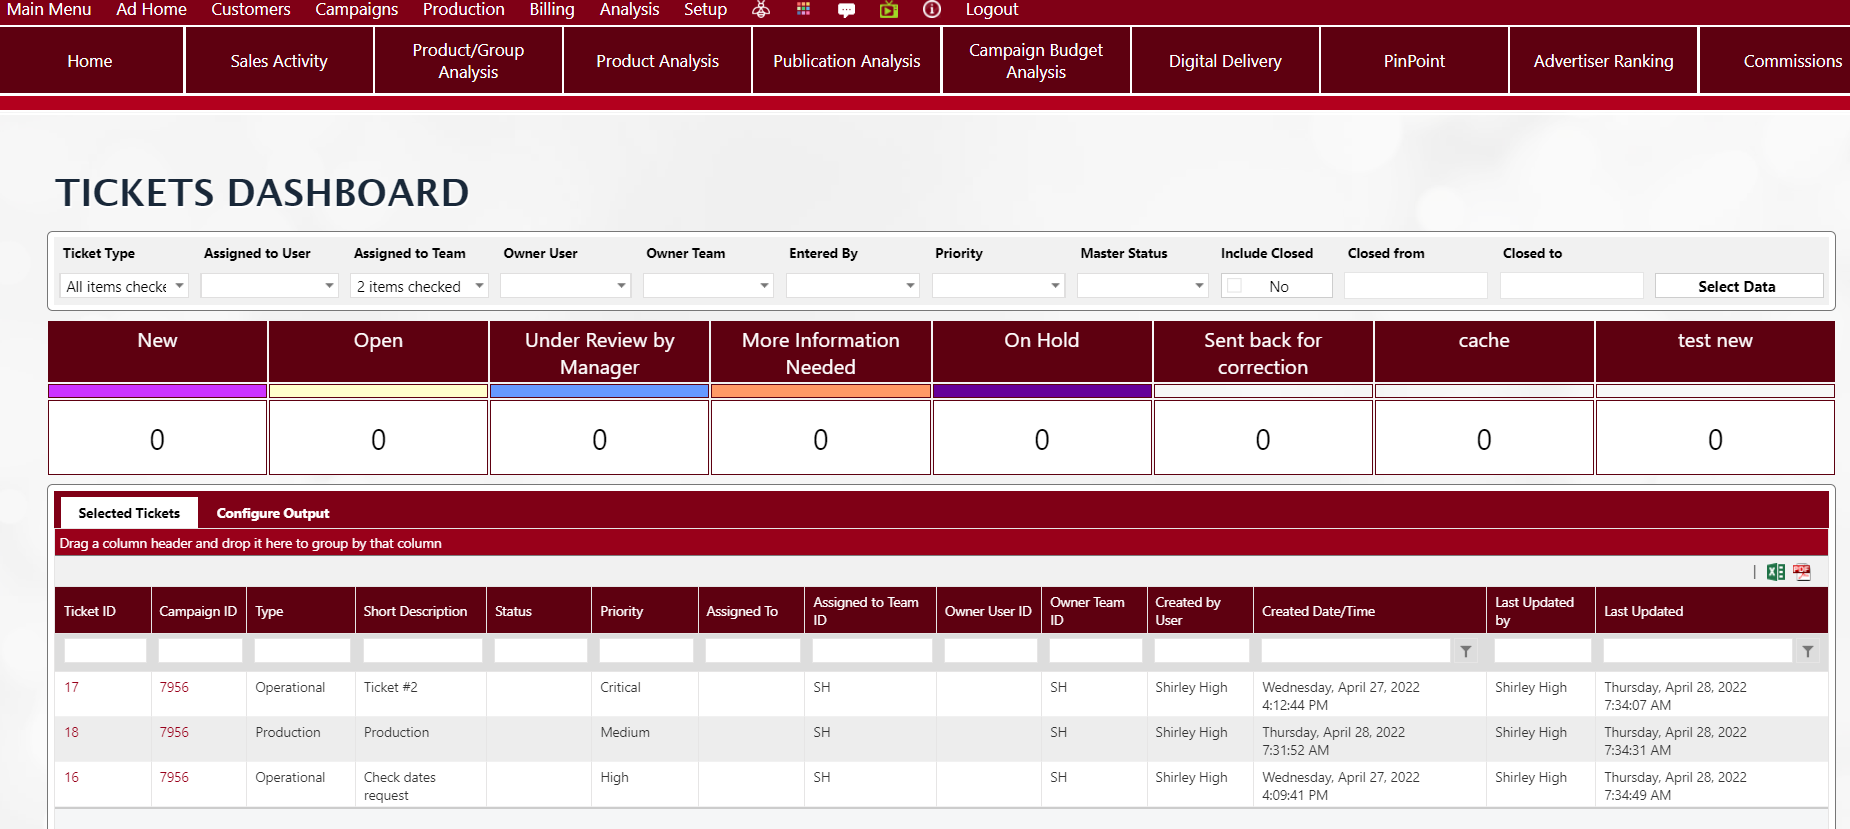 Main Menu Ad Home Customers Campaigns Production Billing Analysis Setup Logout
Home Sales Activity Product/Group Analysis Product Analysis Publication Analysis Campaign Budget Analysis Digital Delivery PinPoint Advertiser Ranking Commissions
TICKETS DASHBOARD
Ticket Type Assigned to User Assigned to Team Owner User Owner Team Entered By Priority Master Status Include Closed Closed from Closed to
All items checke 2 items checked No Select Data
New Open Under Review by Manager More Information Needed On Hold Sent back for correction cache test new
0 0 0 0 0 0 0 0
Selected Tickets Configure Output
Drag a column header and drop it here to group by that column
| PDF
Ticket ID Campaign ID Type Short Description Status Priority Assigned To Assigned to Team ID Owner User ID Owner Team ID Created by User Created Date/Time Last Updated by Last Updated
17 7956 Operational Ticket #2 Critical SH SH Shirley High Wednesday, April 27, 2022 4:12:44 PM Shirley High Thursday, April 28, 2022 7:34:07 AM
18 7956 Production Production Medium SH SH Shirley High Thursday, April 28, 2022 7:31:52 AM Shirley High Thursday, April 28, 2022 7:34:31 AM
16 7956 Operational Check dates request High SH SH Shirley High Wednesday, April 27, 2022 4:09:41 PM Shirley High Thursday, April 28, 2022 7:34:49 AM